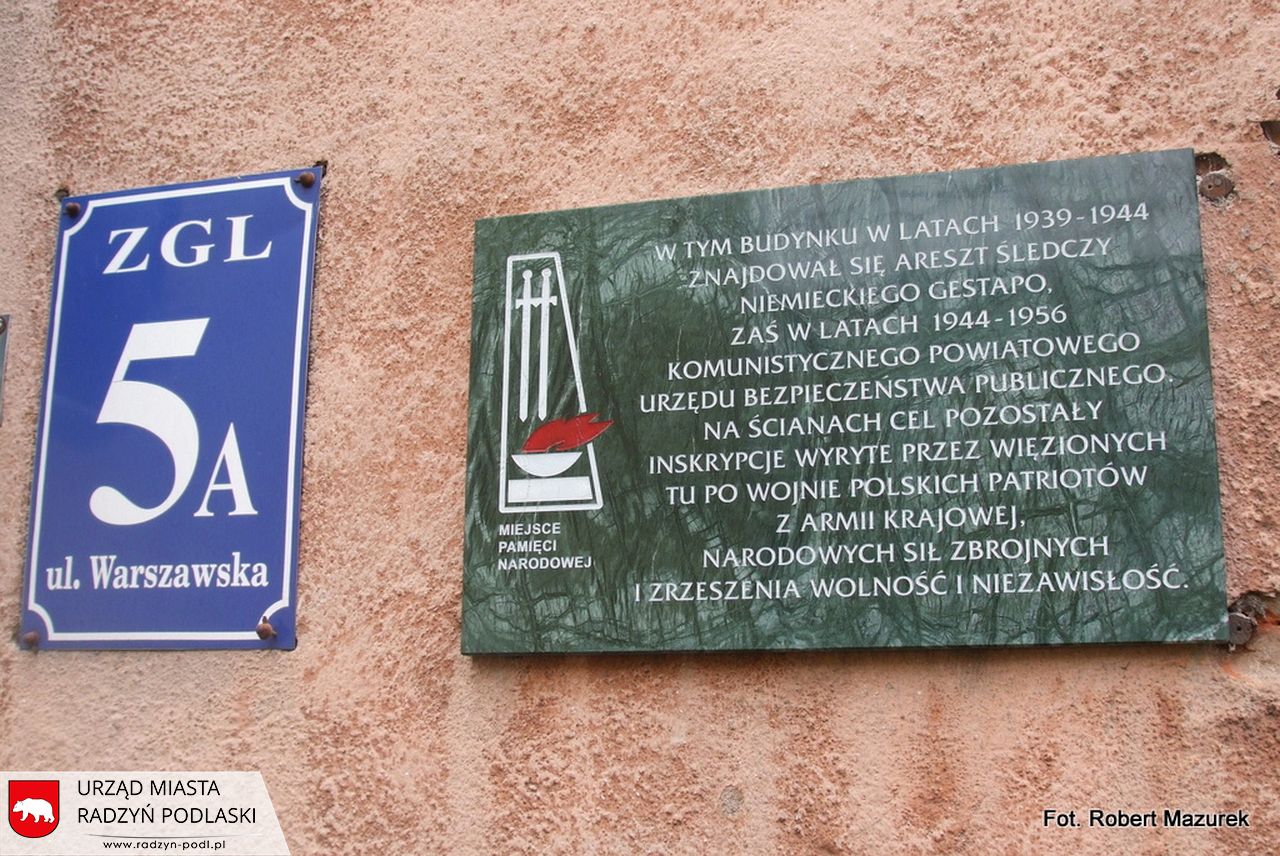 ZGL
5A
ul. Warszawska
W TYM BUDYNKU W LATACH 1939-1944
ZNAJDOWAŁ SIĘ ARESZT ŚLEDCZY
NIEMIECKIEGO GESTAPO,
ZAŚ W LATACH 1944-1956
KOMUNISTYCZNEGO POWIATOWEGO
URZĘDU BEZPIECZEŃSTWA PUBLICZNEGO.
NA ŚCIANACH CEL POZOSTAŁY
INSKRYPCJE WYRYTE PRZEZ WIĘZIONYCH
TU PO WOJNIE POLSKICH PATRIOTÓW
Z ARMII KRAJOWEJ,
NARODOWYCH SIŁ ZBROJNYCH
I ZRZESZENIA WOLNOŚĆ I NIEZAWISŁOŚĆ.
MIEJSCE
PAMIĘCI
NARODOWEJ
URZĄD MIASTA
RADZYŃ PODLASKI
www.radzyn-podl.pl
Fot. Robert Mazurek